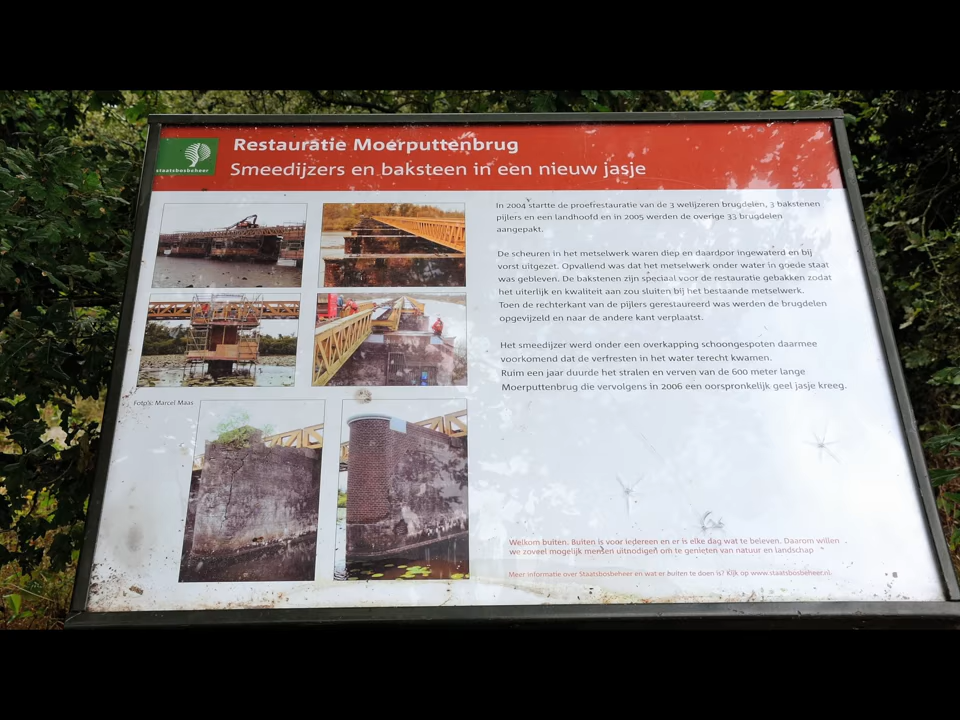 staatsbosbeheer
Restauratie Moerputtenbrug
Smeedijzers en baksteen in een nieuw jasje
In 2004 startte de proefrestauratie van de 3 welijzeren brugdelen, 3 bakstenen
pijlers en een landhoofd en in 2005 werden de overige 33 brugdelen
aangepakt.
De scheuren in het metselwerk waren diep en daardoor ingewaterd en bij
vorst uitgezet. Opvallend was dat het metselwerk onder water in goede staat
was gebleven. De bakstenen zijn speciaal voor de restauratie gebakken zodat
het uiterlijk en kwaliteit aan zou sluiten bij het bestaande metselwerk.
Toen de rechterkant van de pijlers gerestaureerd was werden de brugdelen
opgevijzeld en naar de andere kant verplaatst.
Het smeedijzer werd onder een overkapping schoongespoten daarmee
voorkomend dat de verfresten in het water terecht kwamen.
Ruim een jaar duurde het stralen en verven van de 600 meter lange
Moerputtenbrug die vervolgens in 2006 een oorspronkelijk geel jasje kreeg.
Foto's: Marcel Maas
Welkom buiten. Buiten is voor iedereen en er is elke dag wat te beleven. Daarom willen
we zoveel mogelijk mensen uitnodigen om te genieten van natuur en landschap
Meer informatie over Staatsbosbeheer en wat er buiten te doen is? Kijk op www.staatsbosbeheer.nl.